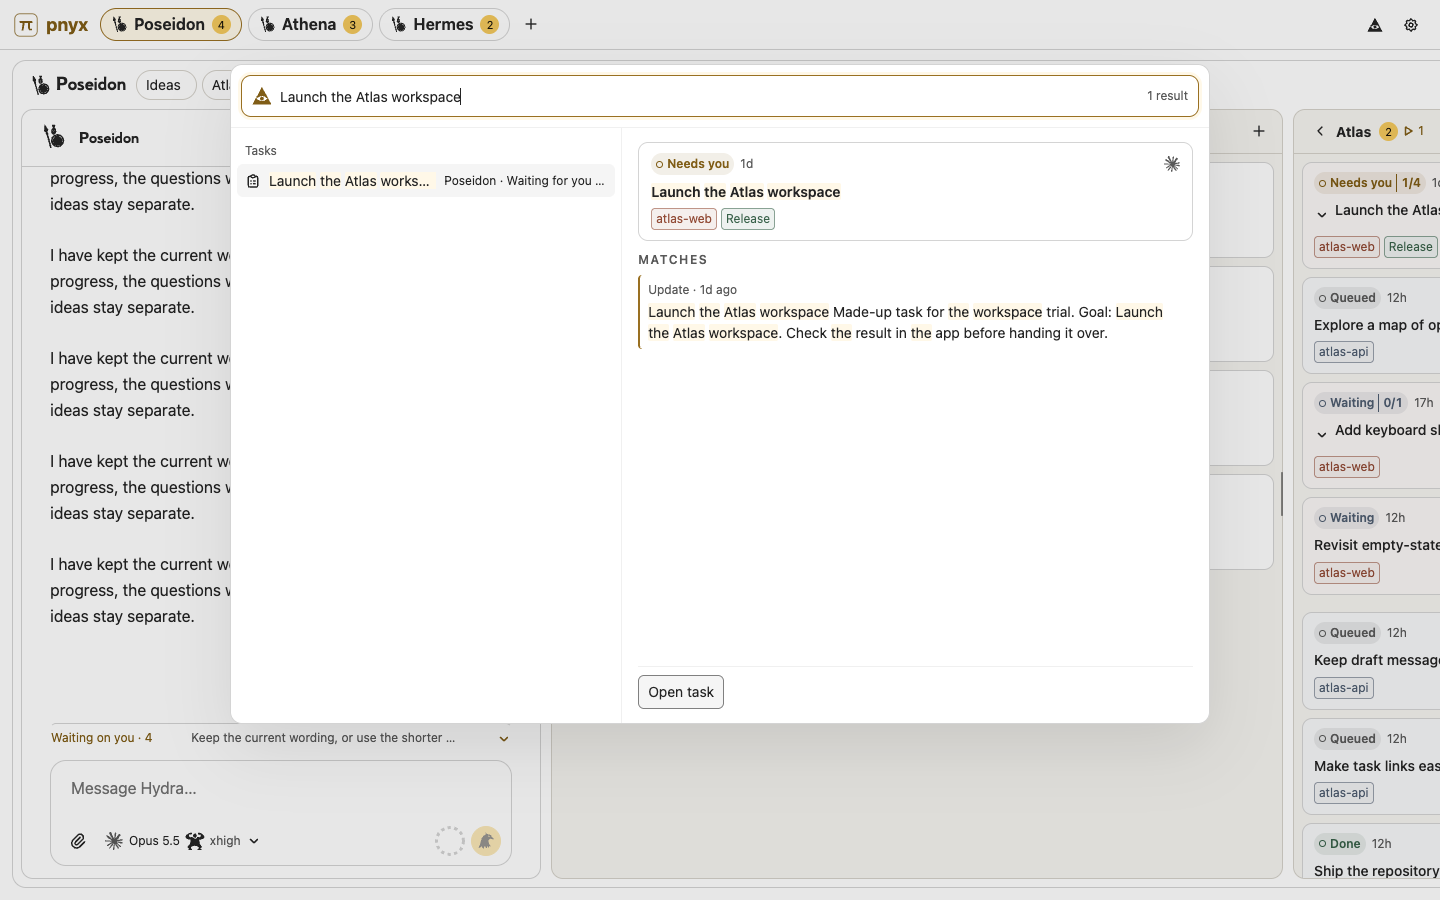 π pnyx Poseidon 4 Athena 3 Hermes 2 +
Poseidon Ideas
Launch the Atlas workspace 1 result
Poseidon
progress, the questions
ideas stay separate.
I have kept the current
progress, the questions
ideas stay separate.
I have kept the current
progress, the questions
ideas stay separate.
I have kept the current
progress, the questions
ideas stay separate.
I have kept the current
progress, the questions
ideas stay separate.
Waiting on you · 4 Keep the current wording, or use the shorter ...
Message Hydra...
Opus 5.5 xhigh
Tasks
Launch the Atlas works... Poseidon · Waiting for you ...
Needs you 1d
Launch the Atlas workspace
atlas-web Release
MATCHES
Update · 1d ago
Launch the Atlas workspace Made-up task for the workspace trial. Goal: Launch
the Atlas workspace. Check the result in the app before handing it over.
Open task
+
Atlas 2 1
Needs you 1/4
Launch the Atlas
atlas-web Release
Queued 12h
Explore a map of
atlas-api
Waiting 0/1 17h
Add keyboard
atlas-web
Waiting 12h
Revisit empty-state
atlas-web
Queued 12h
Keep draft
atlas-api
Queued 12h
Make task links
atlas-api
Done 12h
Ship the repository